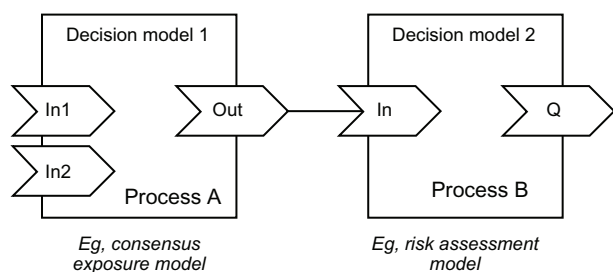 Decision model 1
In1
In2
Out
Process A
Eg, consensus
exposure model
Decision model 2
In
Q
Process B
Eg, risk assessment
model